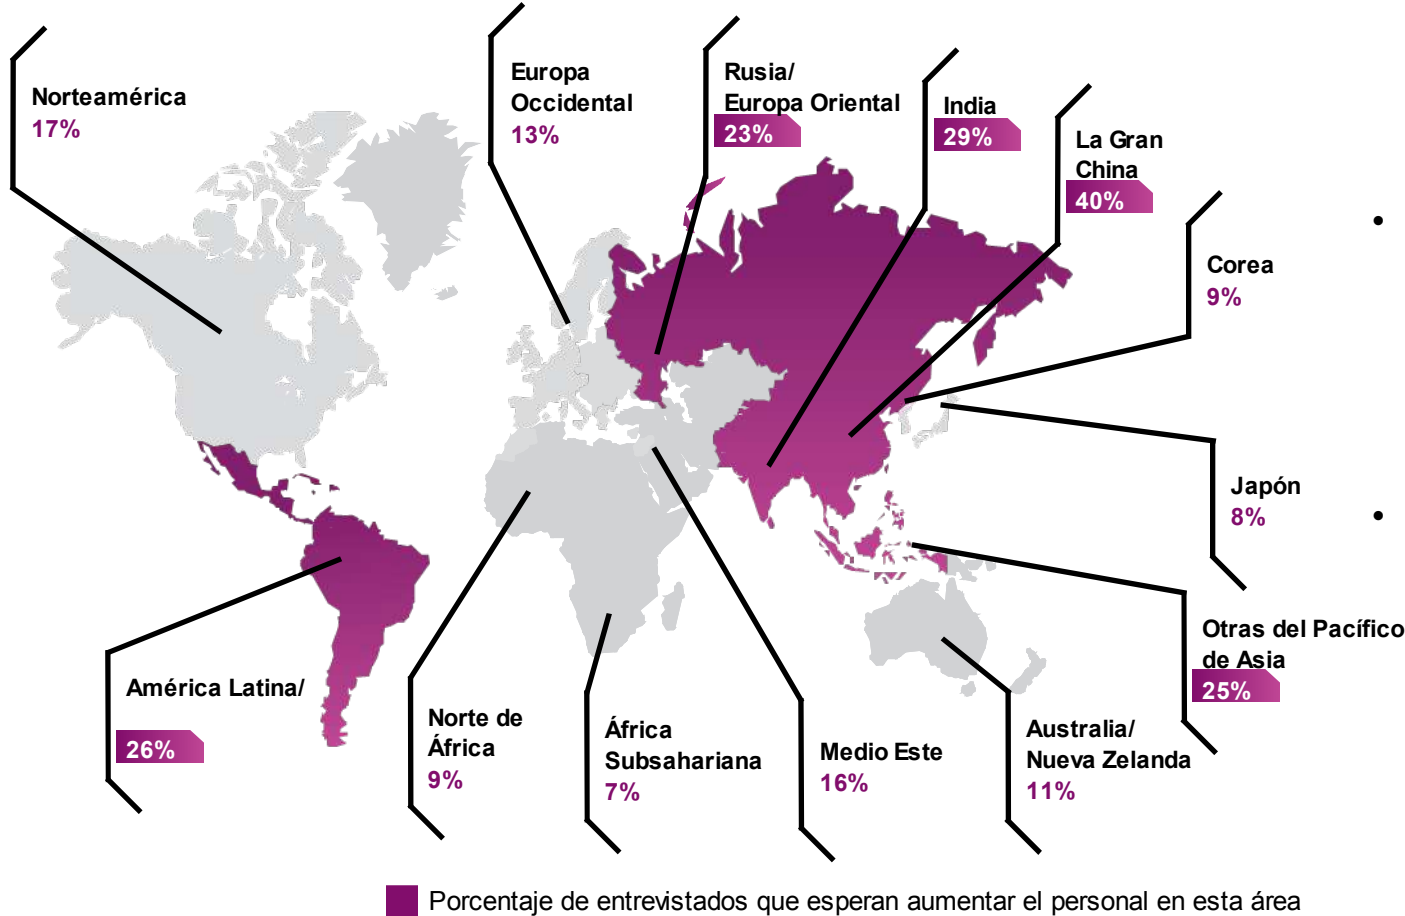 Norteamérica
17%
Europa
Occidental
13%
Rusia/
Europa Oriental
23%
India
29%
La Gran
China
40%
Corea
9%
•
Japón
8%
•
Otras del Pacífico
de Asia
25%
América Latina/
26%
Norte de
África
9%
África
Subsahariana
7%
Medio Este
16%
Australia/
Nueva Zelanda
11%
Porcentaje de entrevistados que esperan aumentar el personal en esta área